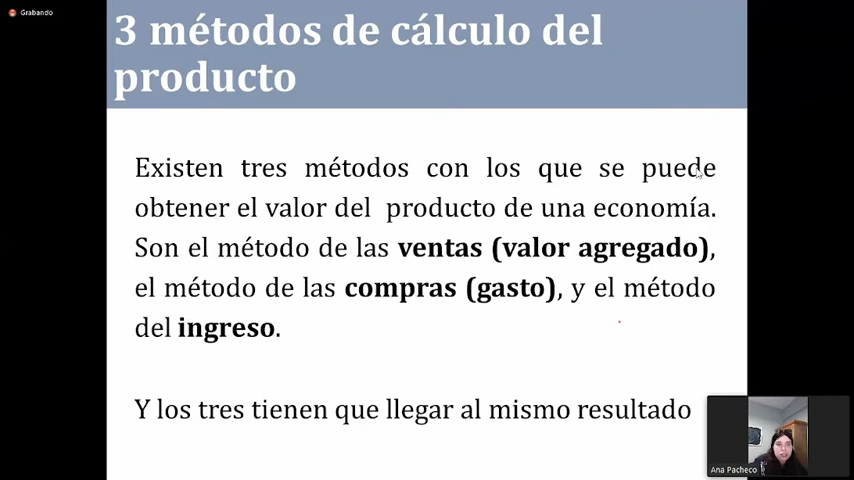 Grabando
3 métodos de cálculo del
producto
Existen tres métodos con los que se puede
obtener el valor del producto de una economía.
Son el método de las ventas (valor agregado),
el método de las compras (gasto), y el método
del ingreso.
Y los tres tienen que llegar al mismo resultado
Ana Pacheco